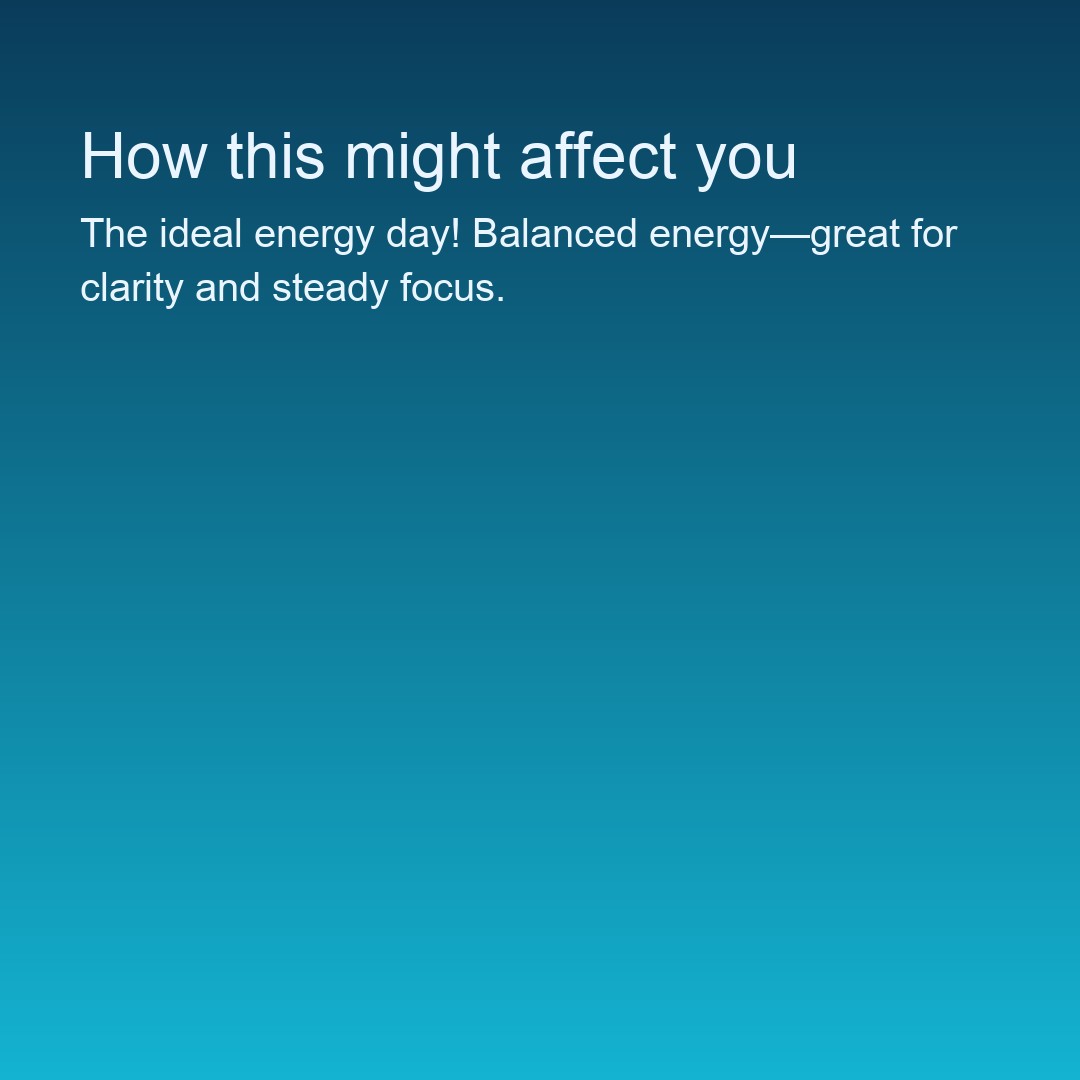 How this might affect you
The ideal energy day! Balanced energy—great for
clarity and steady focus.